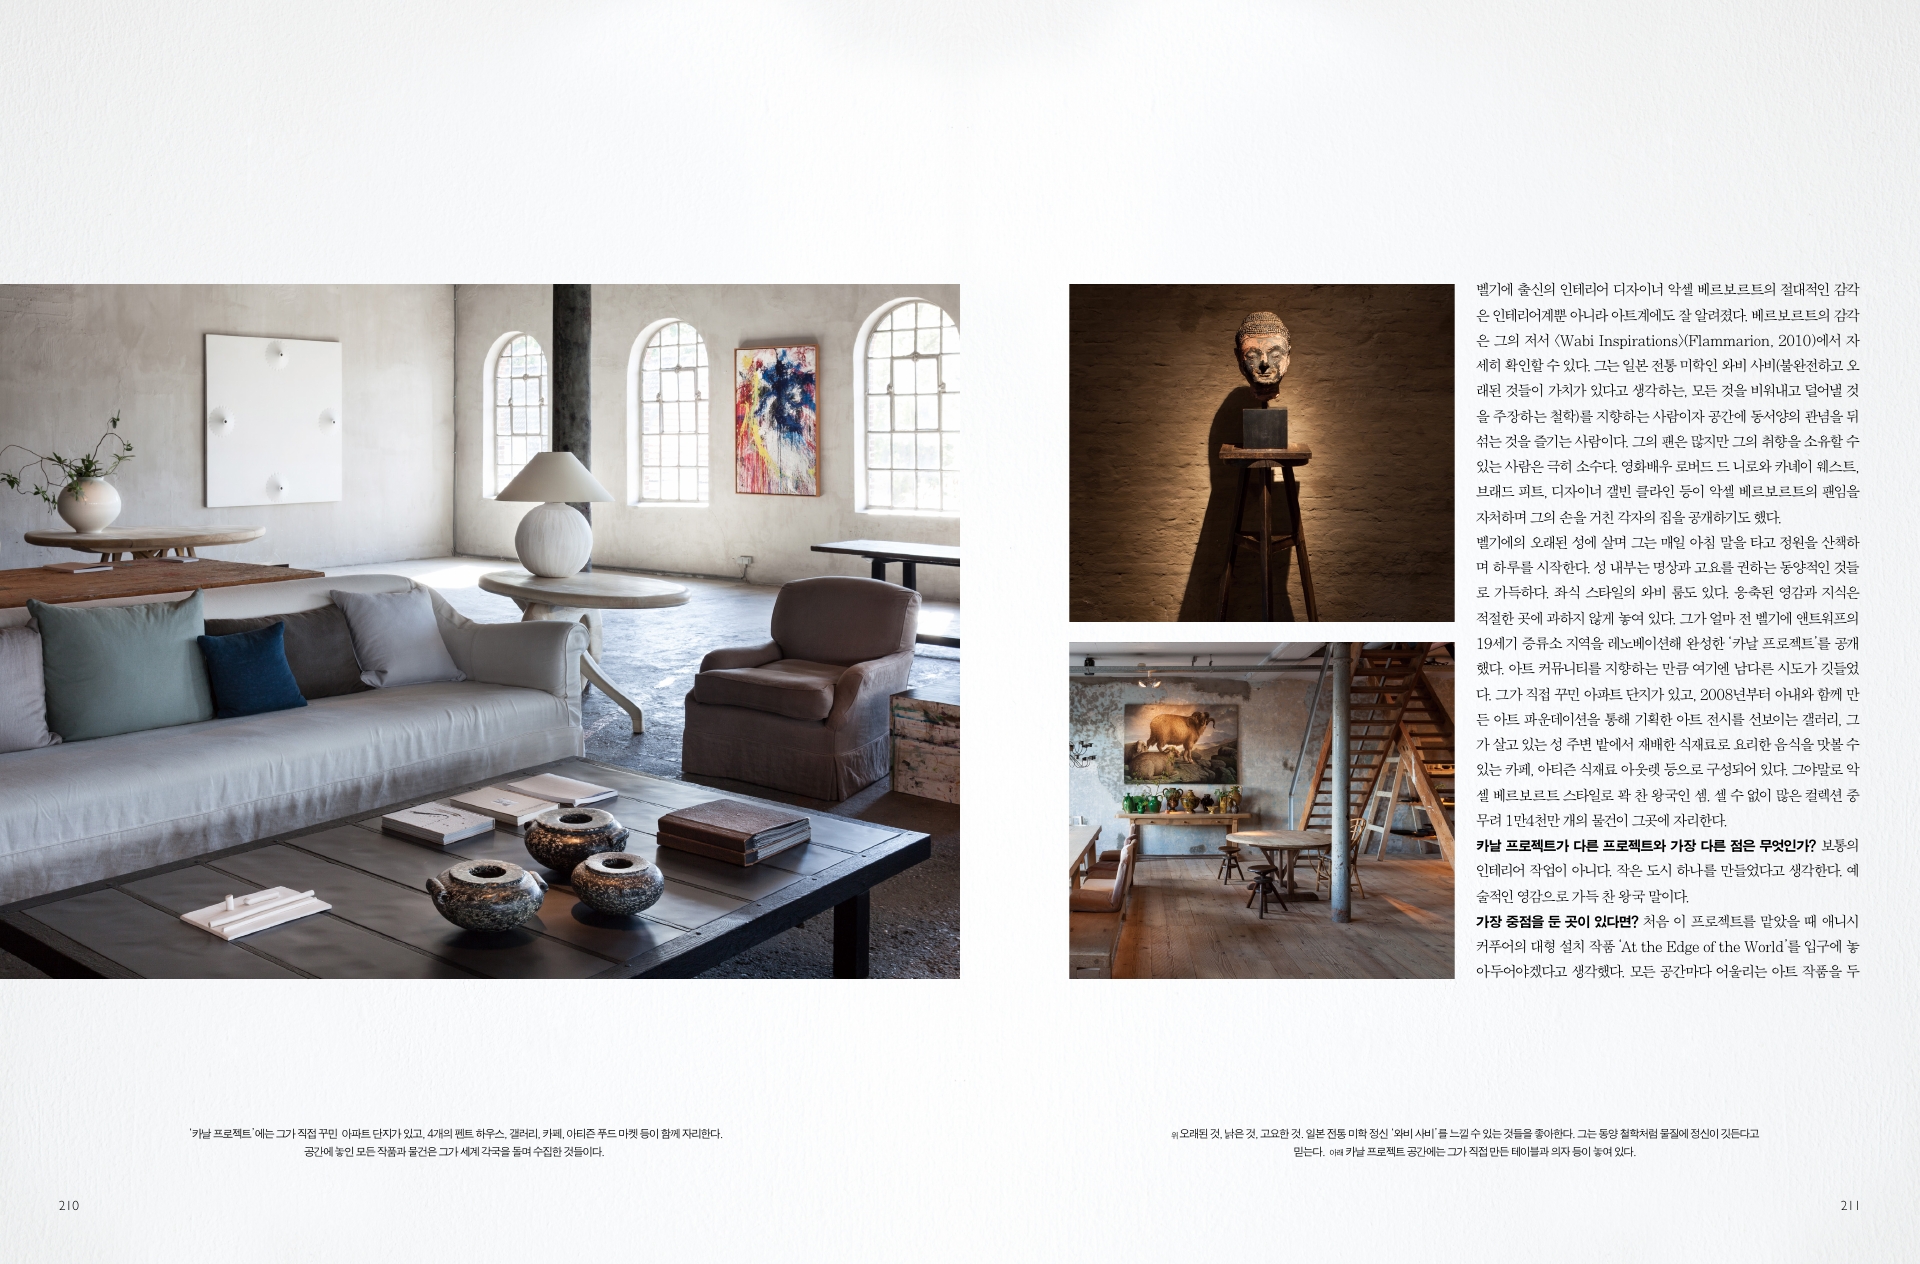 벨기에 출신의 인테리어 디자이너 악셀 베르보르트의 절대적인 감각
은 인테리어계뿐 아니라 아트계에도 잘 알려졌다. 베르보르트의 감각
은 그의 저서 〈Wabi Inspirations〉(Flammarion, 2010)에서 자
세히 확인할 수 있다. 그는 일본 전통 미학인 와비 사비(불완전하고 오
래된 것들이 가치가 있다고 생각하는, 모든 것을 비워내고 덜어낼 것
을 주장하는 철학)를 지향하는 사람이자 공간에 동서양의 관념을 뒤
섞는 것을 즐기는 사람이다. 그의 팬은 많지만 그의 취향을 소유할 수
있는 사람은 극히 소수다. 영화배우 로버드 드 니로와 카녜이 웨스트,
브래드 피트, 디자이너 캘빈 클라인 등이 악셀 베르보르트의 팬임을
자처하며 그의 손을 거친 각자의 집을 공개하기도 했다.
벨기에의 오래된 성에 살며 그는 매일 아침 말을 타고 정원을 산책하
며 하루를 시작한다. 성 내부는 명상과 고요를 권하는 동양적인 것들
로 가득하다. 좌식 스타일의 와비 룸도 있다. 응축된 영감과 지식은
적절한 곳에 과하지 않게 놓여 있다. 그가 얼마 전 벨기에 앤트워프의
19세기 증류소 지역을 레노베이션해 완성한 ‘카날 프로젝트’를 공개
했다. 아트 커뮤니티를 지향하는 만큼 여기엔 남다른 시도가 깃들었
다. 그가 직접 꾸민 아파트 단지가 있고, 2008년부터 아내와 함께 만
든 아트 파운데이션을 통해 기획한 아트 전시를 선보이는 갤러리, 그
가 살고 있는 성 주변 밭에서 재배한 식재료로 요리한 음식을 맛볼 수
있는 카페, 아티즌 식재료 아웃렛 등으로 구성되어 있다. 그야말로 악
셀 베르보르트 스타일로 꽉 찬 왕국인 셈. 셀 수 없이 많은 컬렉션 중
무려 1만4천만 개의 물건이 그곳에 자리한다.
카날 프로젝트가 다른 프로젝트와 가장 다른 점은 무엇인가? 보통의
인테리어 작업이 아니다. 작은 도시 하나를 만들었다고 생각한다. 예
술적인 영감으로 가득 찬 왕국 말이다.
가장 중점을 둔 곳이 있다면? 처음 이 프로젝트를 맡았을 때 애니시
커푸어의 대형 설치 작품 ‘At the Edge of the World’를 입구에 놓
아두어야겠다고 생각했다. 모든 공간마다 어울리는 아트 작품을 두
‘카날 프로젝트’에는 그가 직접 꾸민 아파트 단지가 있고, 4개의 펜트 하우스, 갤러리, 카페, 아티즌 푸드 마켓 등이 함께 자리한다.
공간에 놓인 모든 작품과 물건은 그가 세계 각국을 돌며 수집한 것들이다.
위 오래된 것, 낡은 것, 고요한 것. 일본 전통 미학 정신 ‘와비 사비’를 느낄 수 있는 것들을 좋아한다. 그는 동양 철학처럼 물질에 정신이 깃든다고
믿는다. 아래 카날 프로젝트 공간에는 그가 직접 만든 테이블과 의자 등이 놓여 있다.
210
211